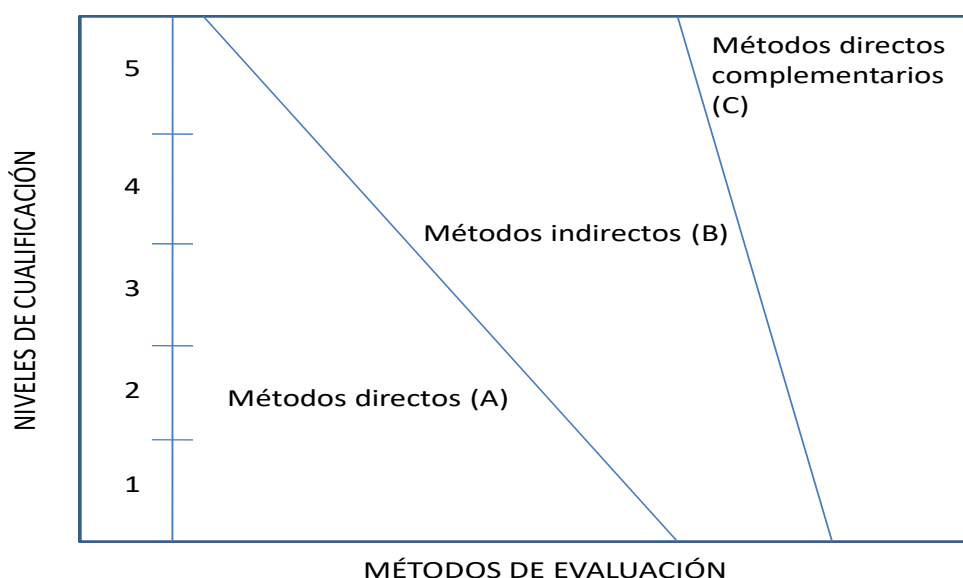 NIVELES DE CUALIFICACIÓN
5
4
3
2
1
Métodos directos
complementarios
(C)
Métodos indirectos (B)
Métodos directos (A)
MÉTODOS DE EVALUACIÓN